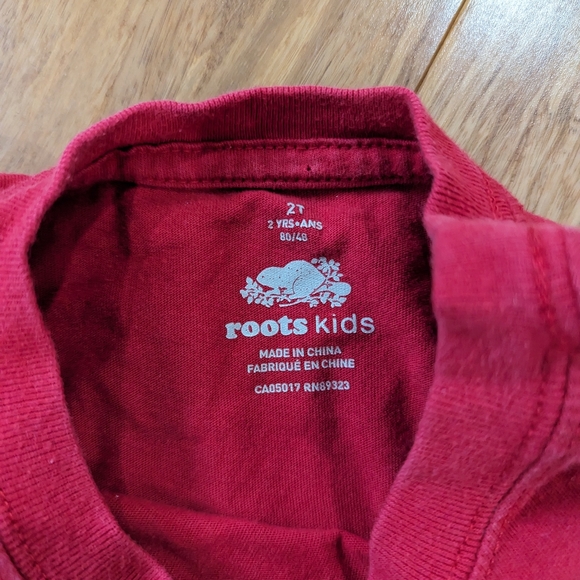 2T
2 YRS•ANS
80/48
roots kids
MADE IN CHINA
FABRIQUÉ EN CHINE
CA05017 RN89323